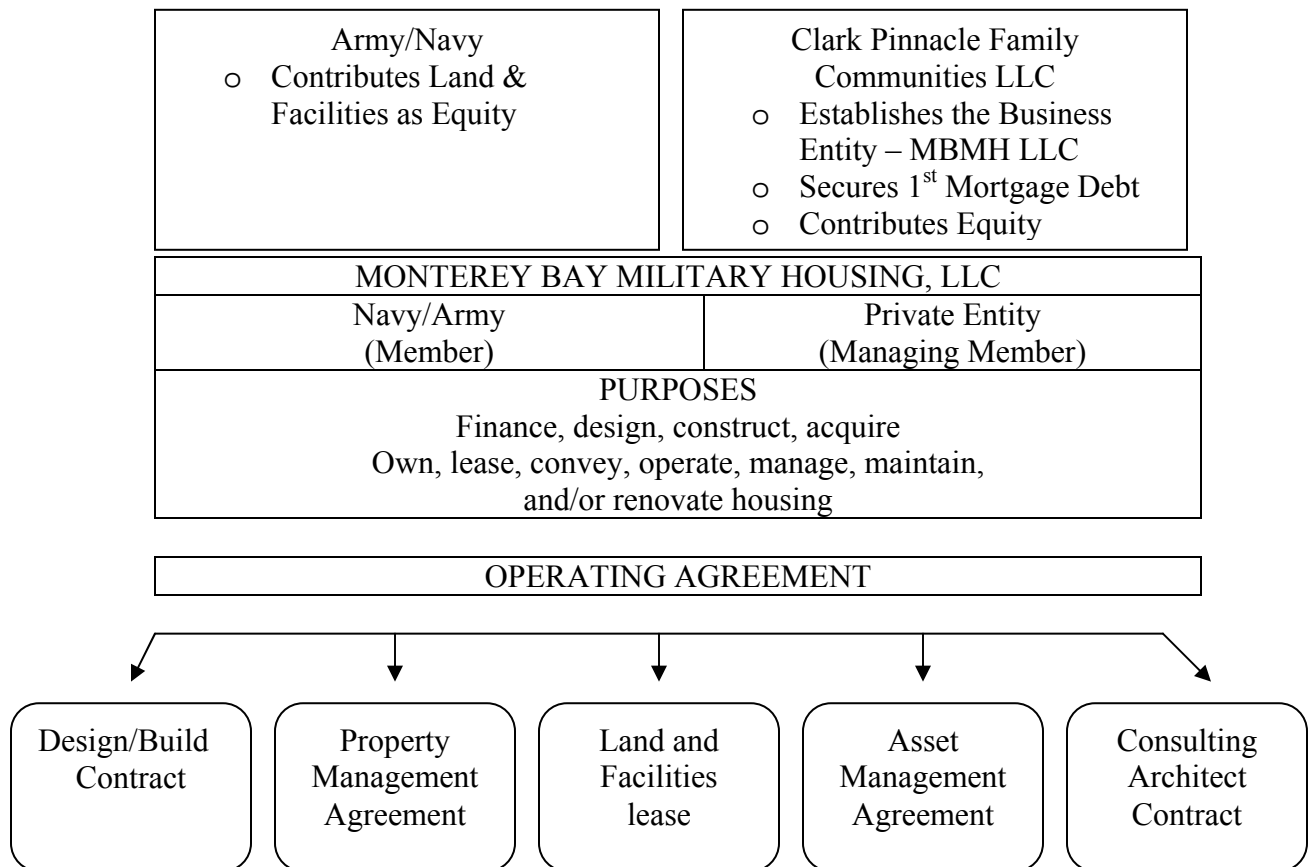 Army/Navy
o Contributes Land &
Facilities as Equity
Clark Pinnacle Family
Communities LLC
o Establishes the Business
Entity – MBMH LLC
o Secures 1st Mortgage Debt
o Contributes Equity
MONTEREY BAY MILITARY HOUSING, LLC
Navy/Army
(Member)
Private Entity
(Managing Member)
PURPOSES
Finance, design, construct, acquire
Own, lease, convey, operate, manage, maintain,
and/or renovate housing
OPERATING AGREEMENT
Design/Build
Contract
Property
Management
Agreement
Land and
Facilities
lease
Asset
Management
Agreement
Consulting
Architect
Contract